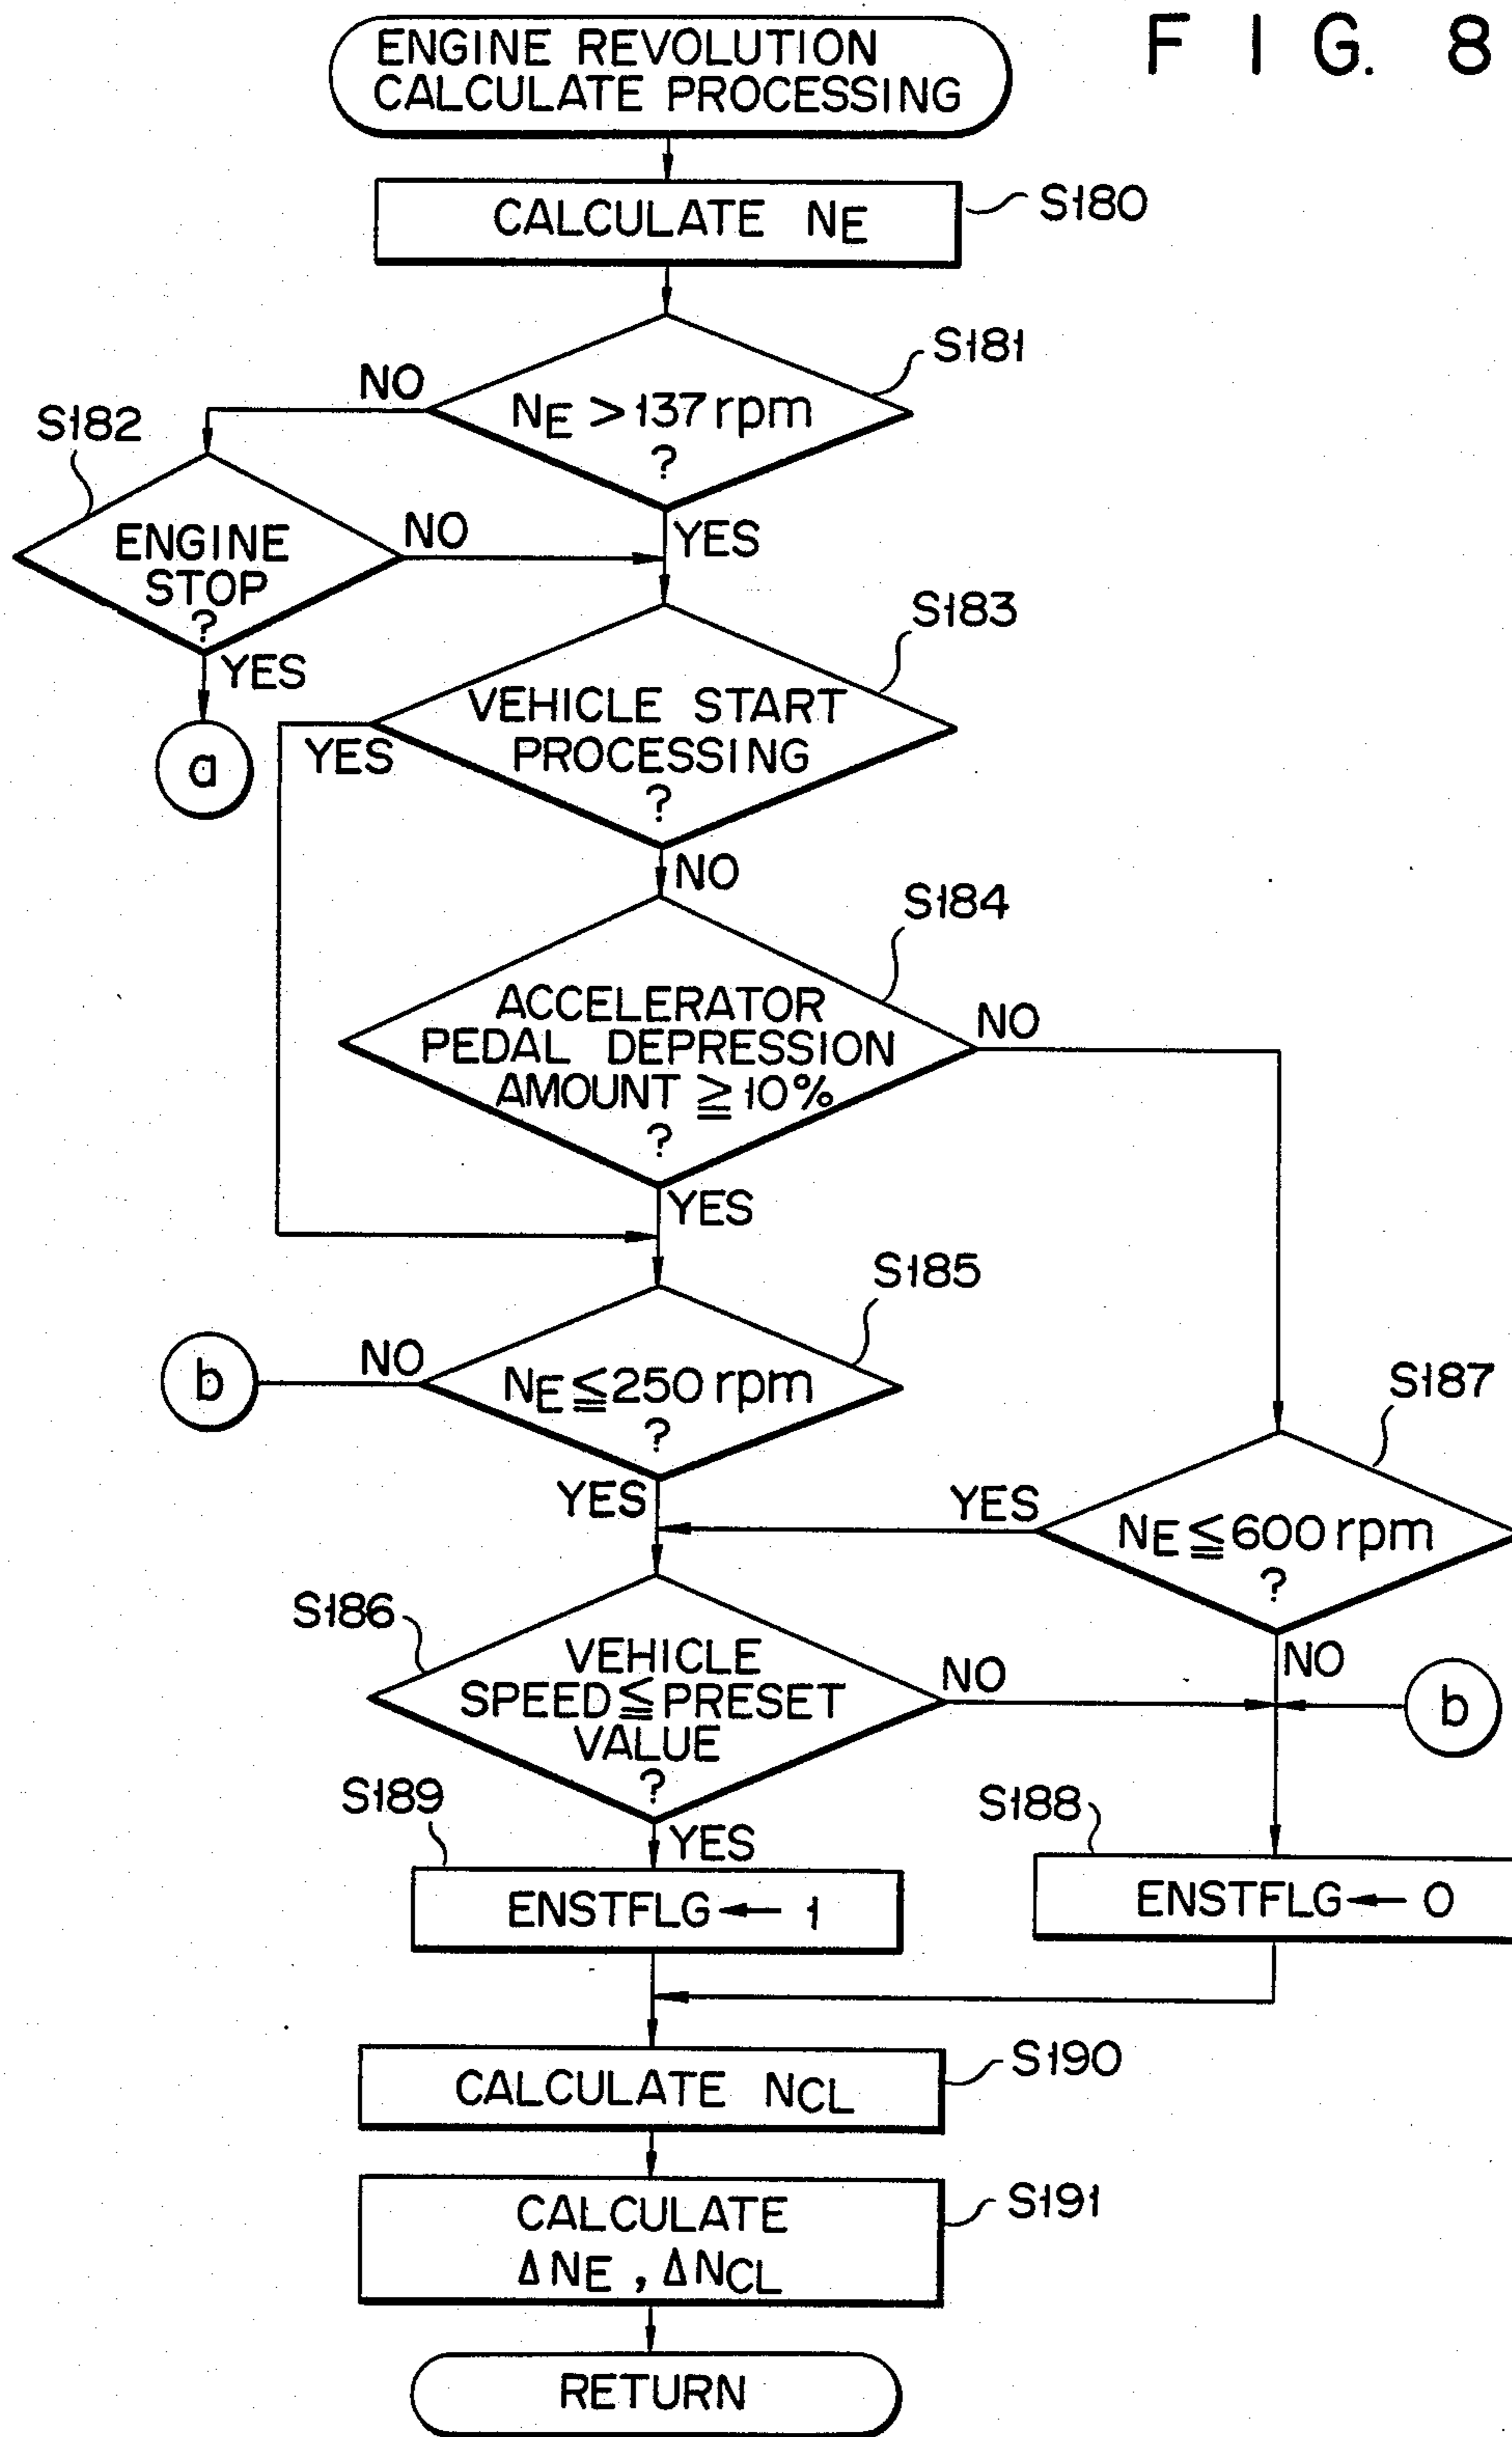 FIG. 8
ENGINE REVOLUTION
CALCULATE PROCESSING
CALCULATE NE
S180
S181
NO
NE > 137 rpm
?
S182
YES
ENGINE
STOP
?
NO
YES
a
S183
VEHICLE START
PROCESSING
?
YES
NO
S184
ACCELERATOR
PEDAL DEPRESSION
AMOUNT ≧ 10%
?
NO
YES
S185
b
NO
NE ≦ 250 rpm
?
YES
S187
YES
NE ≦ 600 rpm
?
NO
S186
VEHICLE
SPEED ≦ PRESET
VALUE
?
NO
b
YES
S189
ENSTFLG ← 1
S188
ENSTFLG ← 0
CALCULATE NCL
S190
CALCULATE
ΔNE , ΔNCL
S191
RETURN